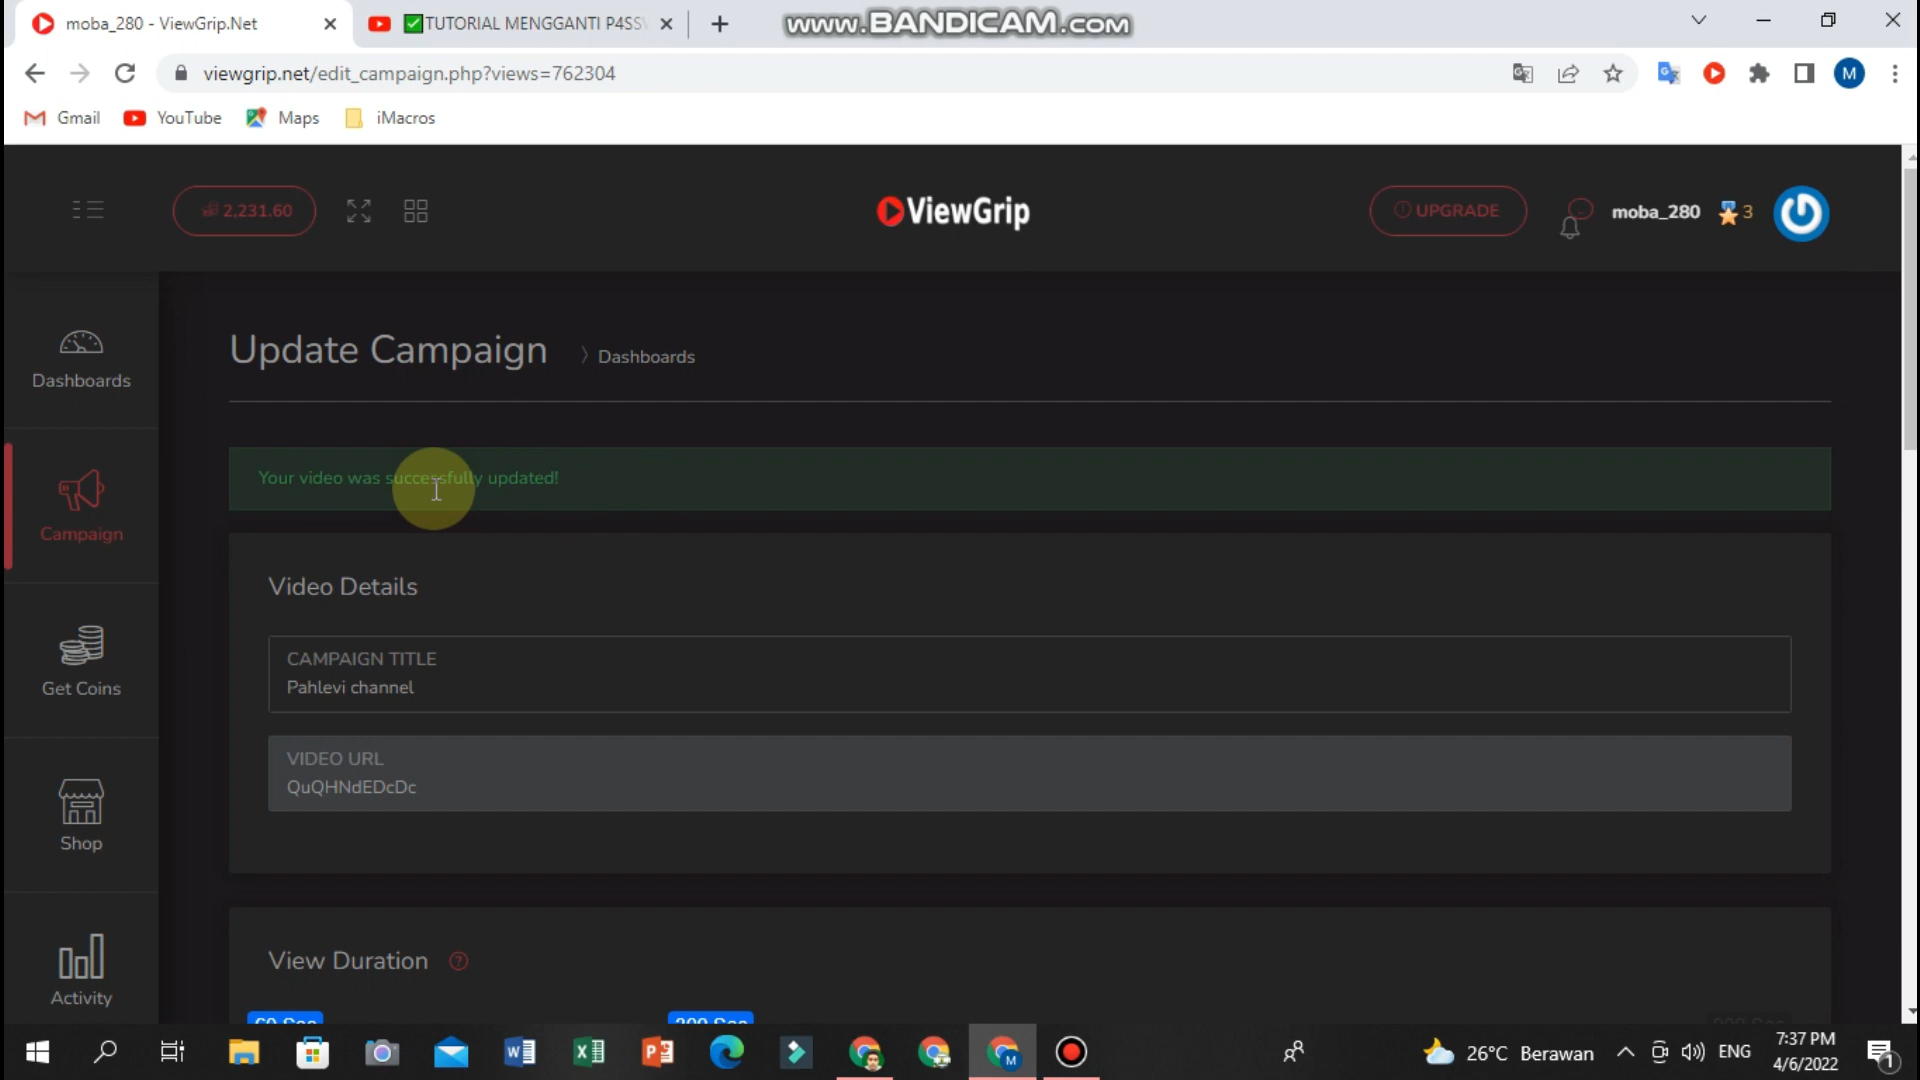 moba_280 - ViewGrip.Net
✅TUTORIAL MENGGANTI P4SS
www.BANDICAM.com
viewgrip.net/edit_campaign.php?views=762304
M
Gmail
YouTube
Maps
iMacros
2,231.60
ViewGrip
UPGRADE
moba_280
3
Dashboards
Campaign
Get Coins
Shop
Activity
Update Campaign
Dashboards
Your video was successfully updated!
Video Details
CAMPAIGN TITLE
Pahlevi channel
VIDEO URL
QuQHNdEDcDc
View Duration
60 Sec
26°C Berawan
ENG
7:37 PM
4/6/2022
1